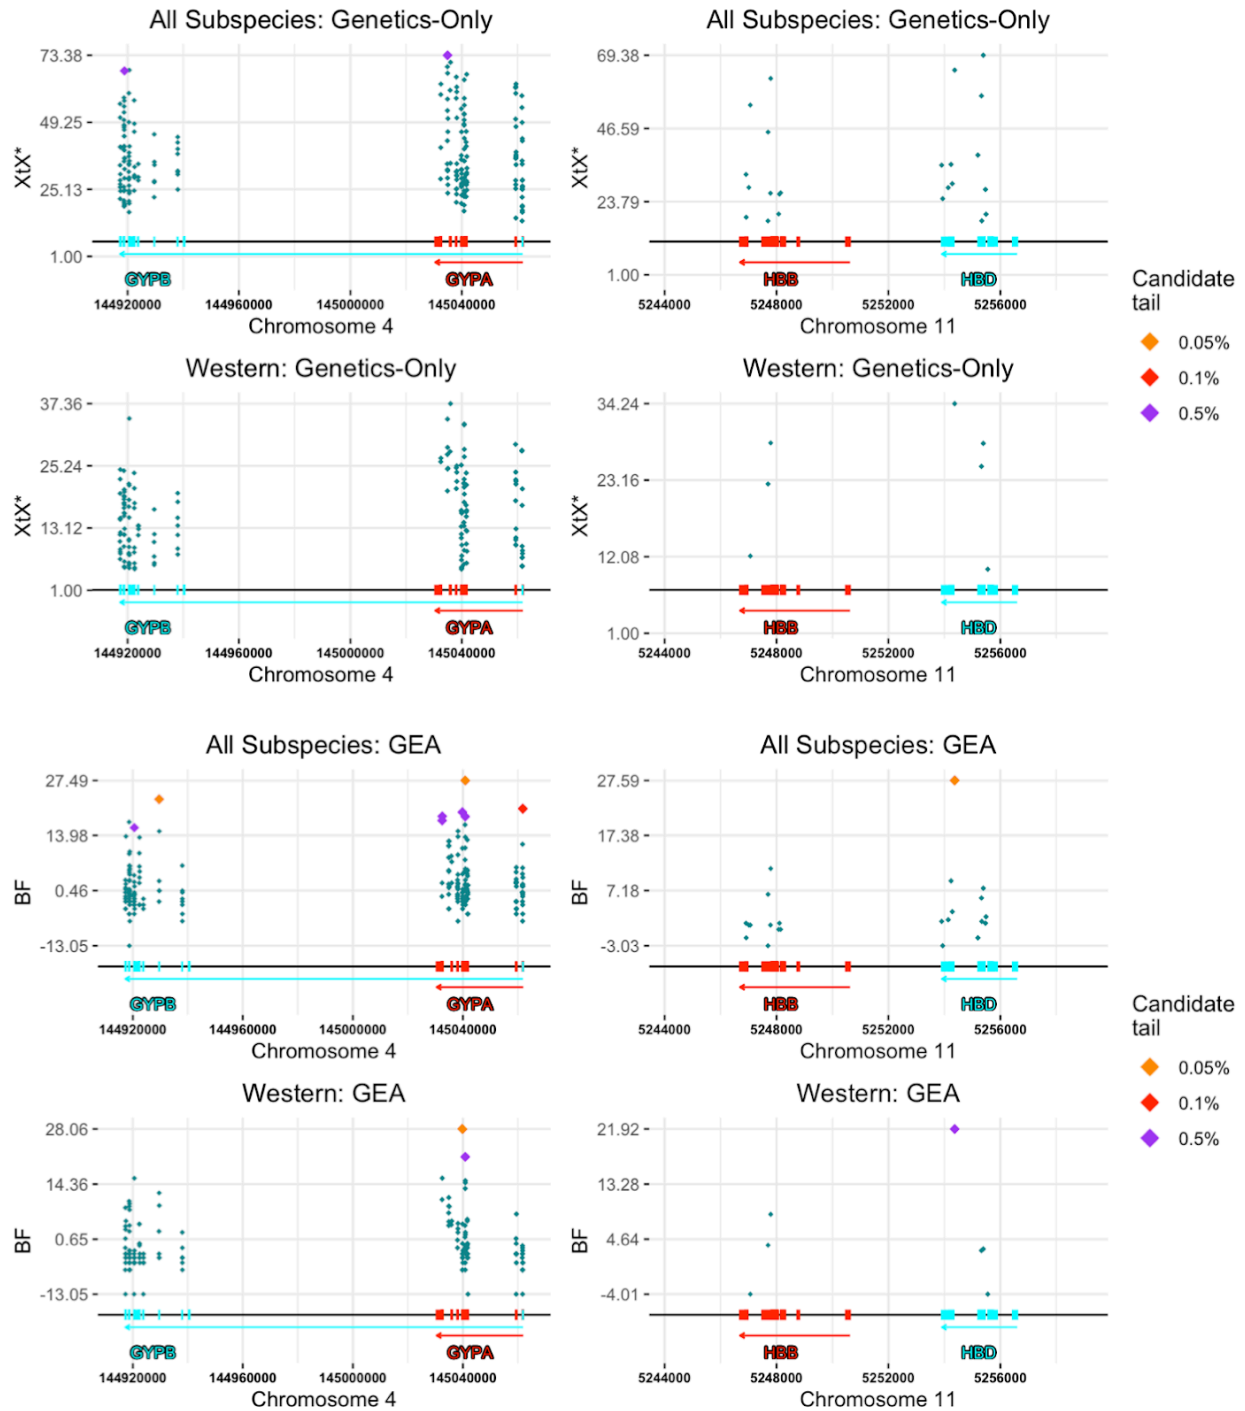 All Subspecies: Genetics-Only
73.38
49.25
25.13
1.00
XtX*
GYPB
GYPA
144920000 144960000 145000000 145040000
Chromosome 4
All Subspecies: Genetics-Only
69.38
46.59
23.79
1.00
XtX*
HBB
HBD
5244000 5248000 5252000 5256000
Chromosome 11
Western: Genetics-Only
37.36
25.24
13.12
1.00
XtX*
GYPB
GYPA
144920000 144960000 145000000 145040000
Chromosome 4
Western: Genetics-Only
34.24
23.16
12.08
1.00
XtX*
HBB
HBD
5244000 5248000 5252000 5256000
Chromosome 11
Candidate
tail
0.05%
0.1%
0.5%
All Subspecies: GEA
27.49
13.98
0.46
-13.05
BF
GYPB
GYPA
144920000 144960000 145000000 145040000
Chromosome 4
All Subspecies: GEA
27.59
17.38
7.18
-3.03
BF
HBB
HBD
5244000 5248000 5252000 5256000
Chromosome 11
Western: GEA
28.06
14.36
0.65
-13.05
BF
GYPB
GYPA
144920000 144960000 145000000 145040000
Chromosome 4
Western: GEA
21.92
13.28
4.64
-4.01
BF
HBB
HBD
5244000 5248000 5252000 5256000
Chromosome 11
Candidate
tail
0.05%
0.1%
0.5%